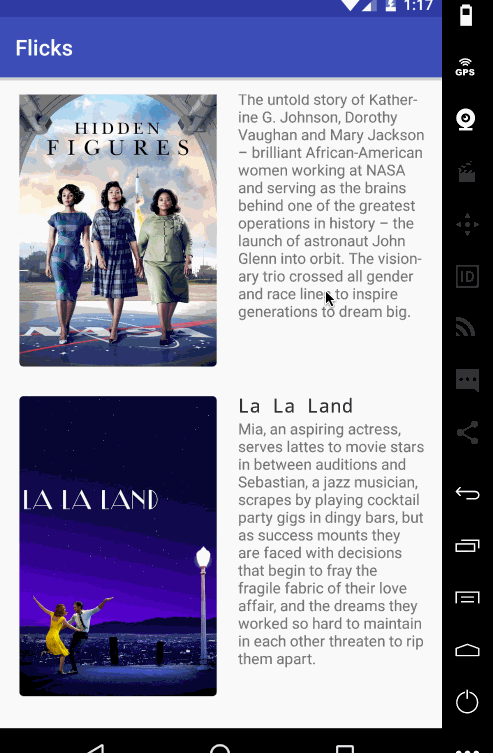 1:17
Flicks
GPS
HIDDEN
FIGURES
The untold story of Kather-
ine G. Johnson, Dorothy
Vaughan and Mary Jackson
– brilliant African-American
women working at NASA
and serving as the brains
behind one of the greatest
operations in history – the
launch of astronaut John
Glenn into orbit. The vision-
ary trio crossed all gender
and race lines to inspire
generations to dream big.
NASA
La La Land
Mia, an aspiring actress,
serves lattes to movie stars
in between auditions and
Sebastian, a jazz musician,
scrapes by playing cocktail
party gigs in dingy bars, but
as success mounts they
are faced with decisions
that begin to fray the
fragile fabric of their love
affair, and the dreams they
worked so hard to maintain
in each other threaten to rip
them apart.
LA LA LAND
ID